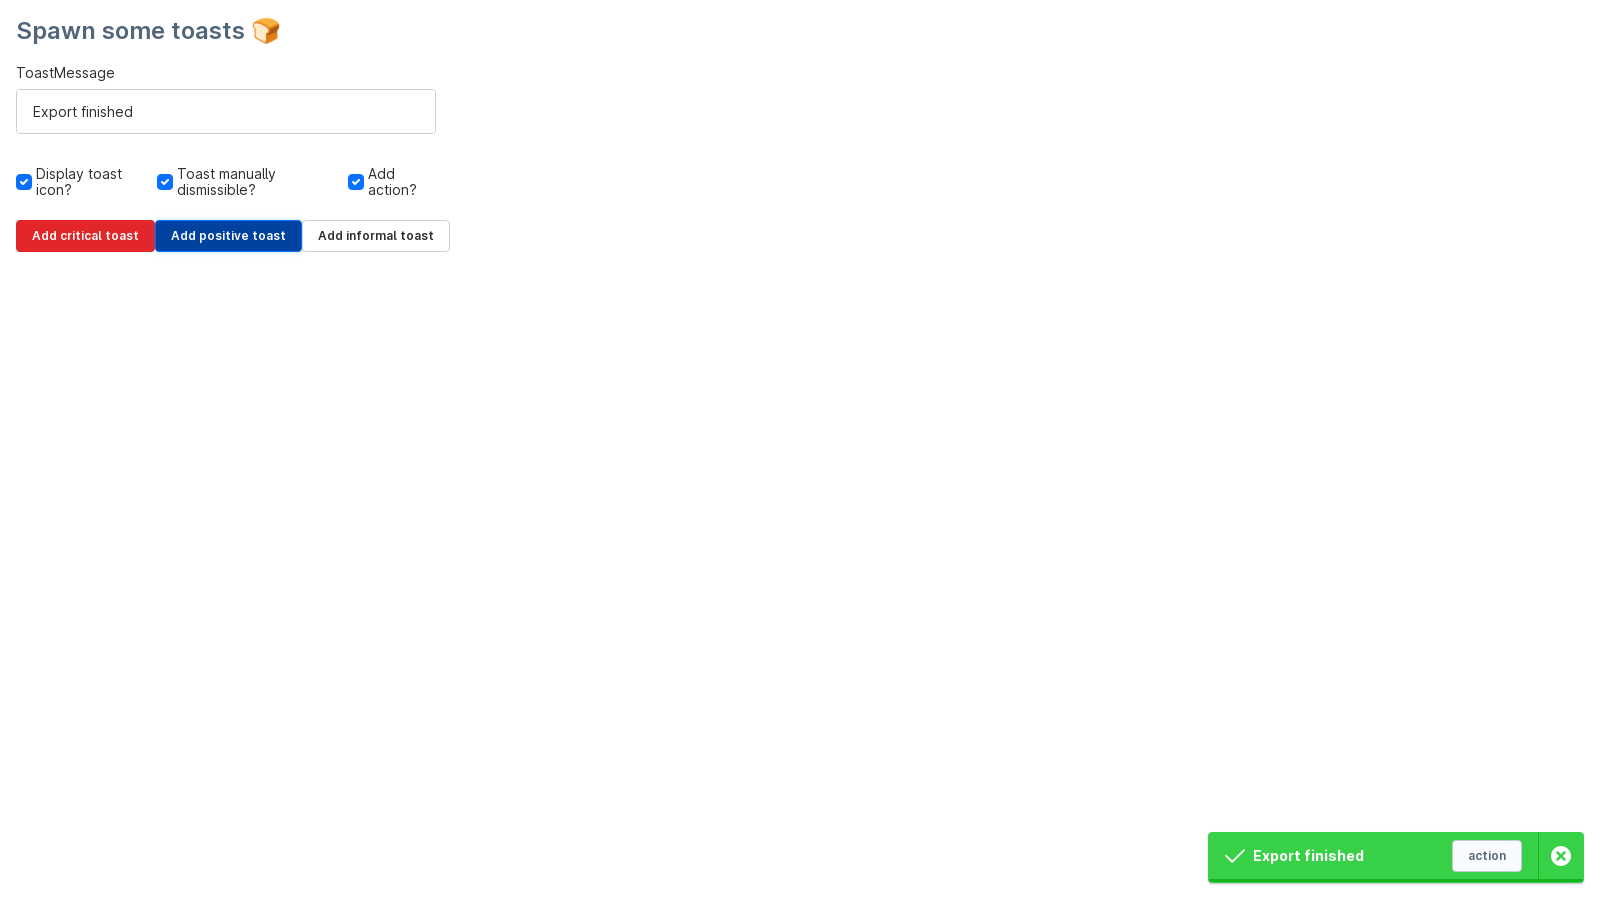 Spawn some toasts 🍞
ToastMessage
Export finished
Display toast icon?
Toast manually dismissible?
Add action?
Add critical toast
Add positive toast
Add informal toast
Export finished
action